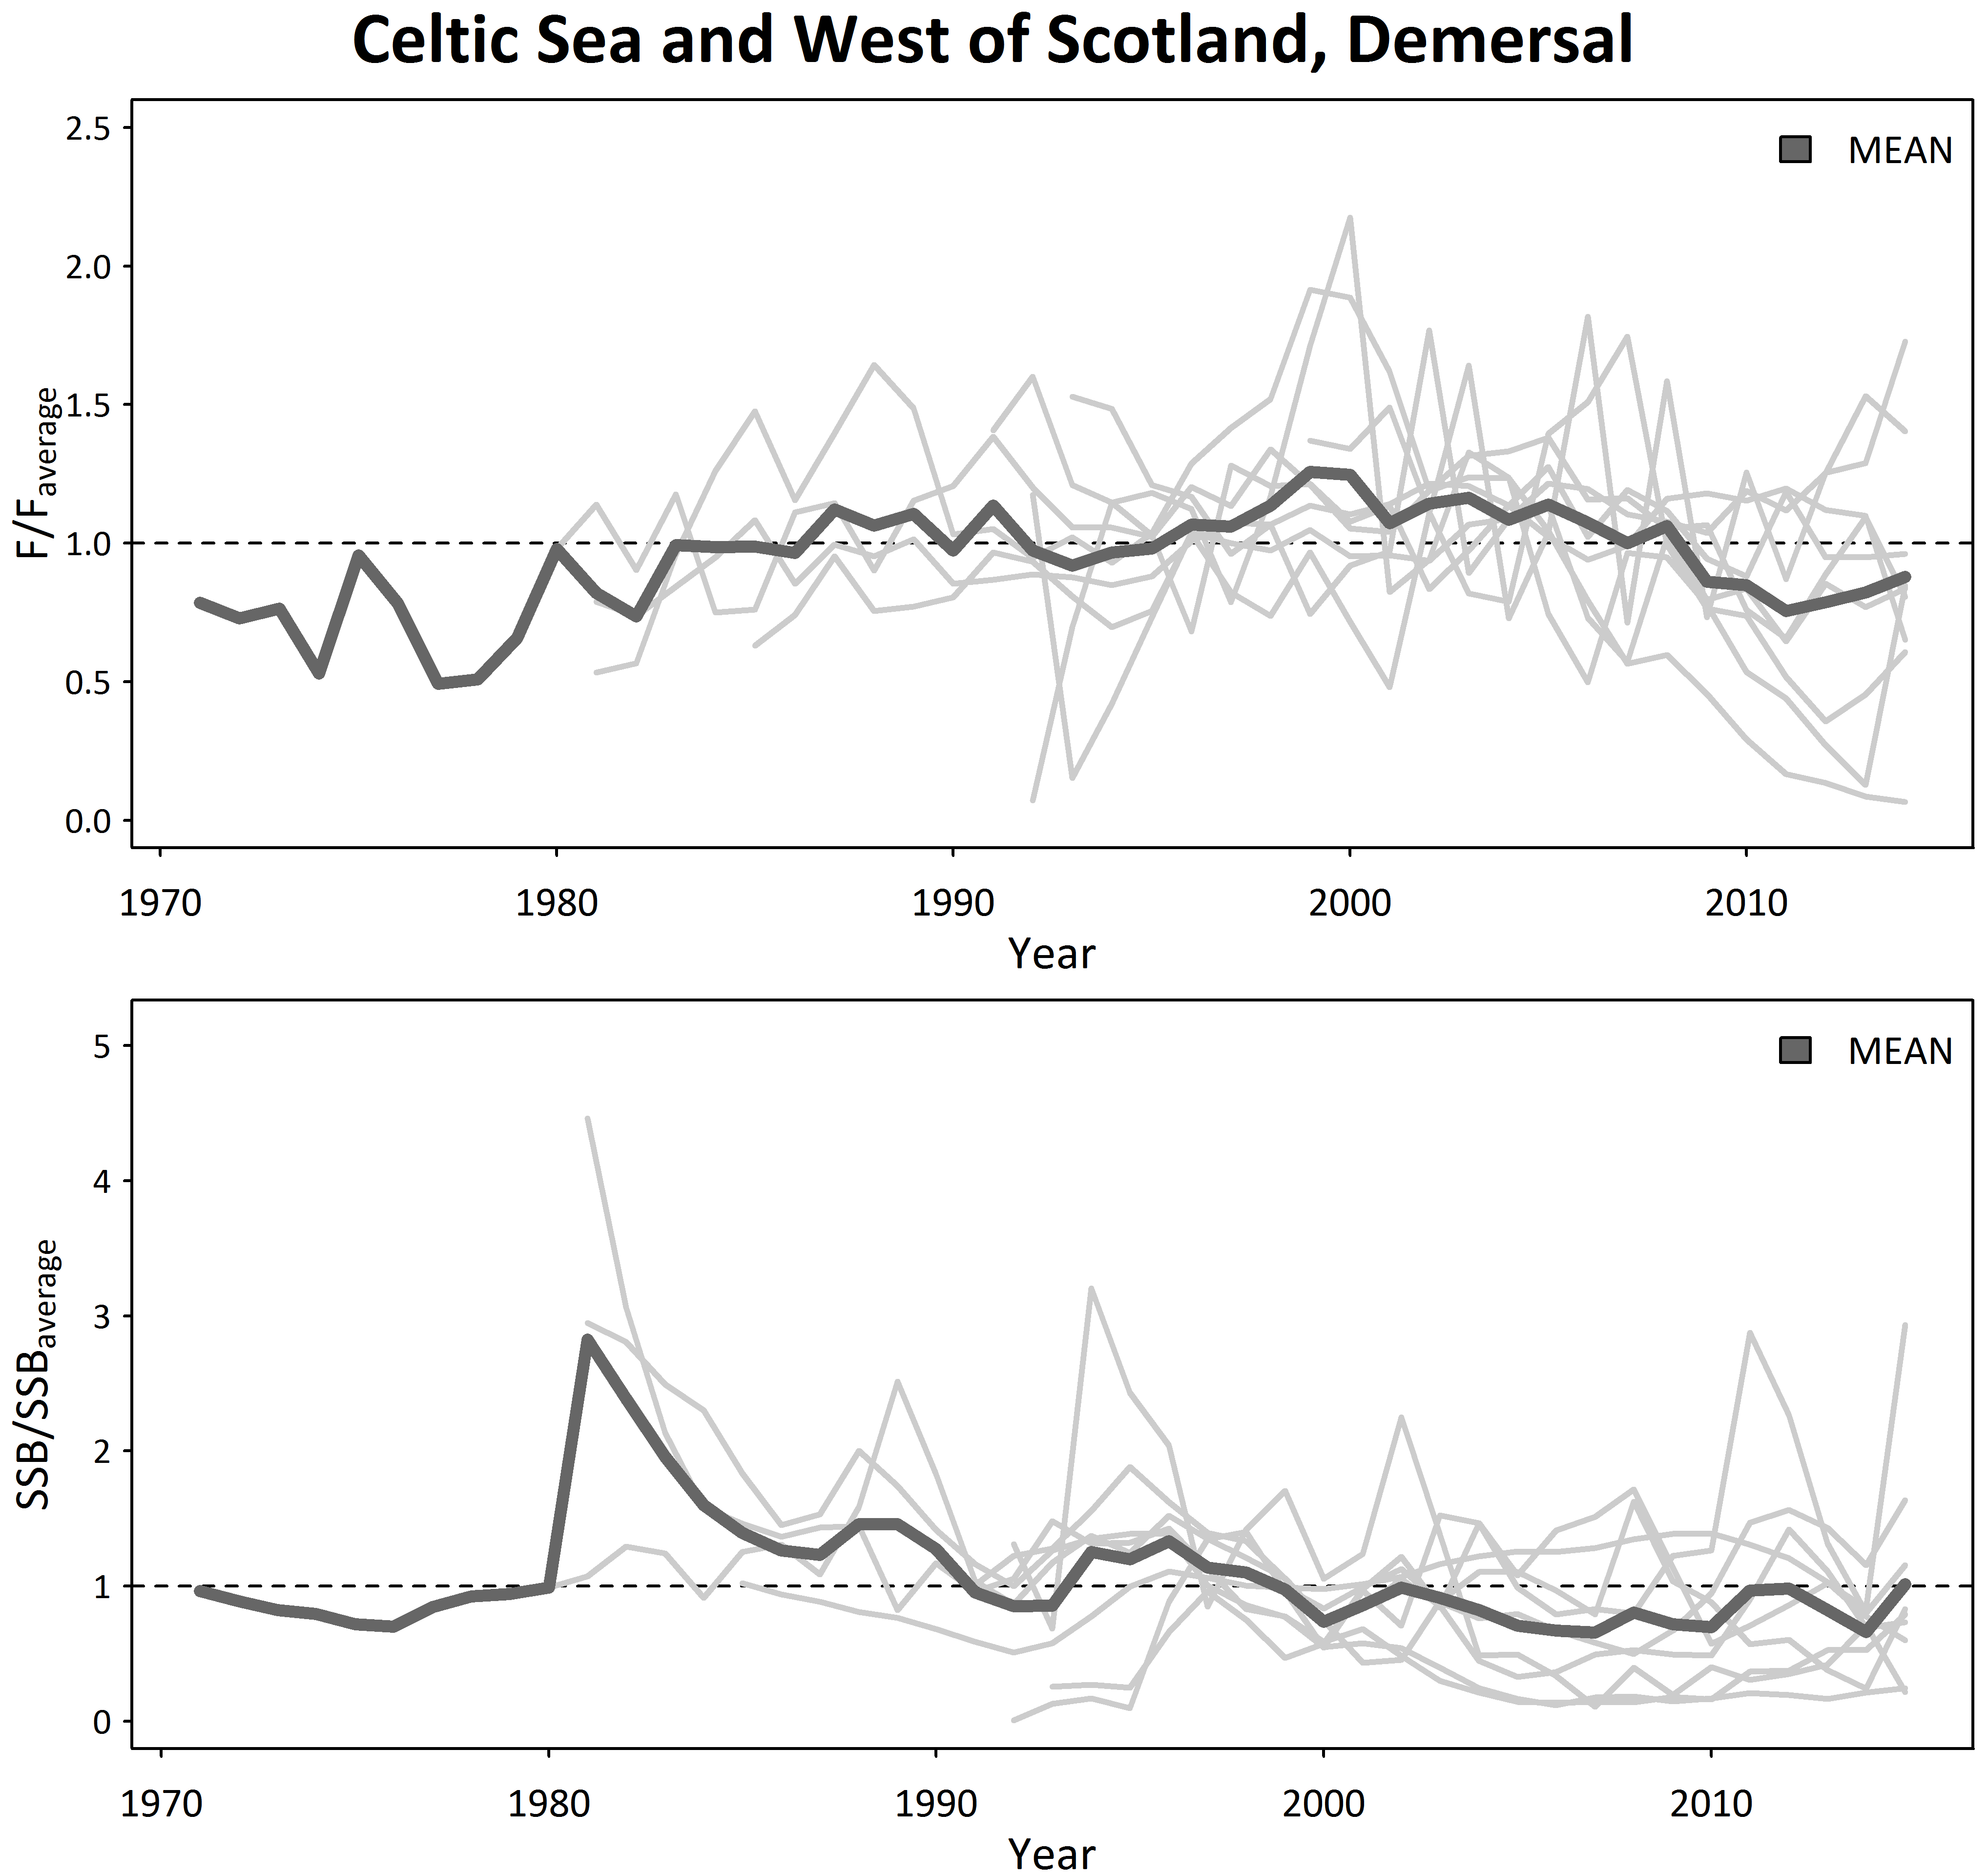 Celtic Sea and West of Scotland, Demersal
2.5
2.0
1.5
1.0
0.5
0.0
F/Faverage
MEAN
1970 1980 1990 2000 2010
Year
5
4
3
2
1
0
SSB/SSBaverage
MEAN
1970 1980 1990 2000 2010
Year